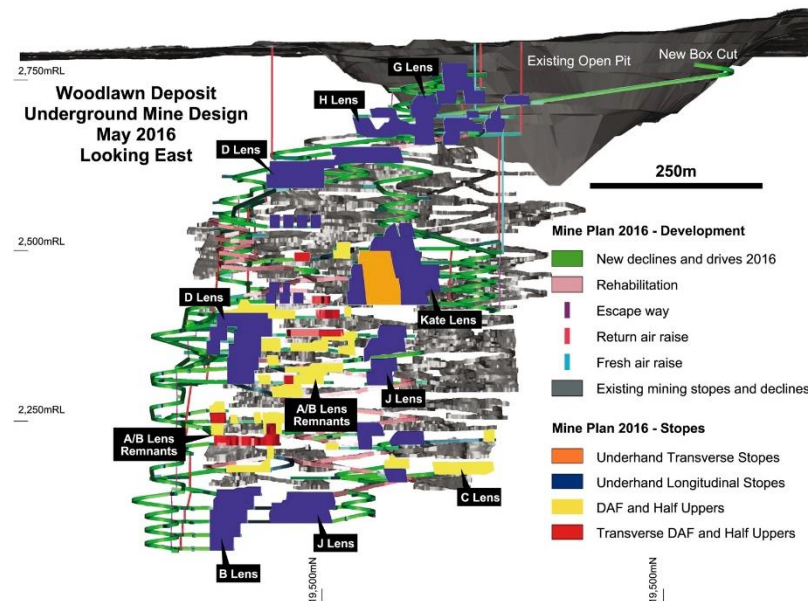 2,750mRL
Woodlawn Deposit
Underground Mine Design
May 2016
Looking East
G Lens
H Lens
D Lens
Existing Open Pit
New Box Cut
250m
2,500mRL
D Lens
Kate Lens
J Lens
A/B Lens
Remnants
2,250mRL
A/B Lens
Remnants
C Lens
J Lens
B Lens
19,500mN
19,500mN
Mine Plan 2016 - Development
New declines and drives 2016
Rehabilitation
Escape way
Return air raise
Fresh air raise
Existing mining stopes and declines
Mine Plan 2016 - Stopes
Underhand Transverse Stopes
Underhand Longitudinal Stopes
DAF and Half Uppers
Transverse DAF and Half Uppers